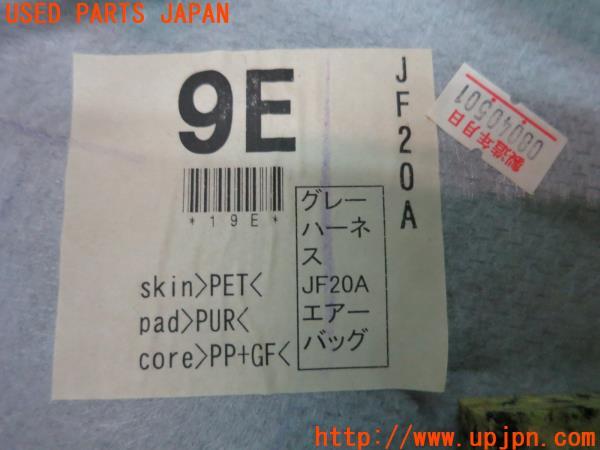 USED PARTS JAPAN
9E
JF20A
*19E*
skin>PET<
pad>PUR<
core>PP+GF<
グレー
ハーネ
ス
JF20A
エアー
バッグ
製造年月日
00040501
http://www.upjpn.com/